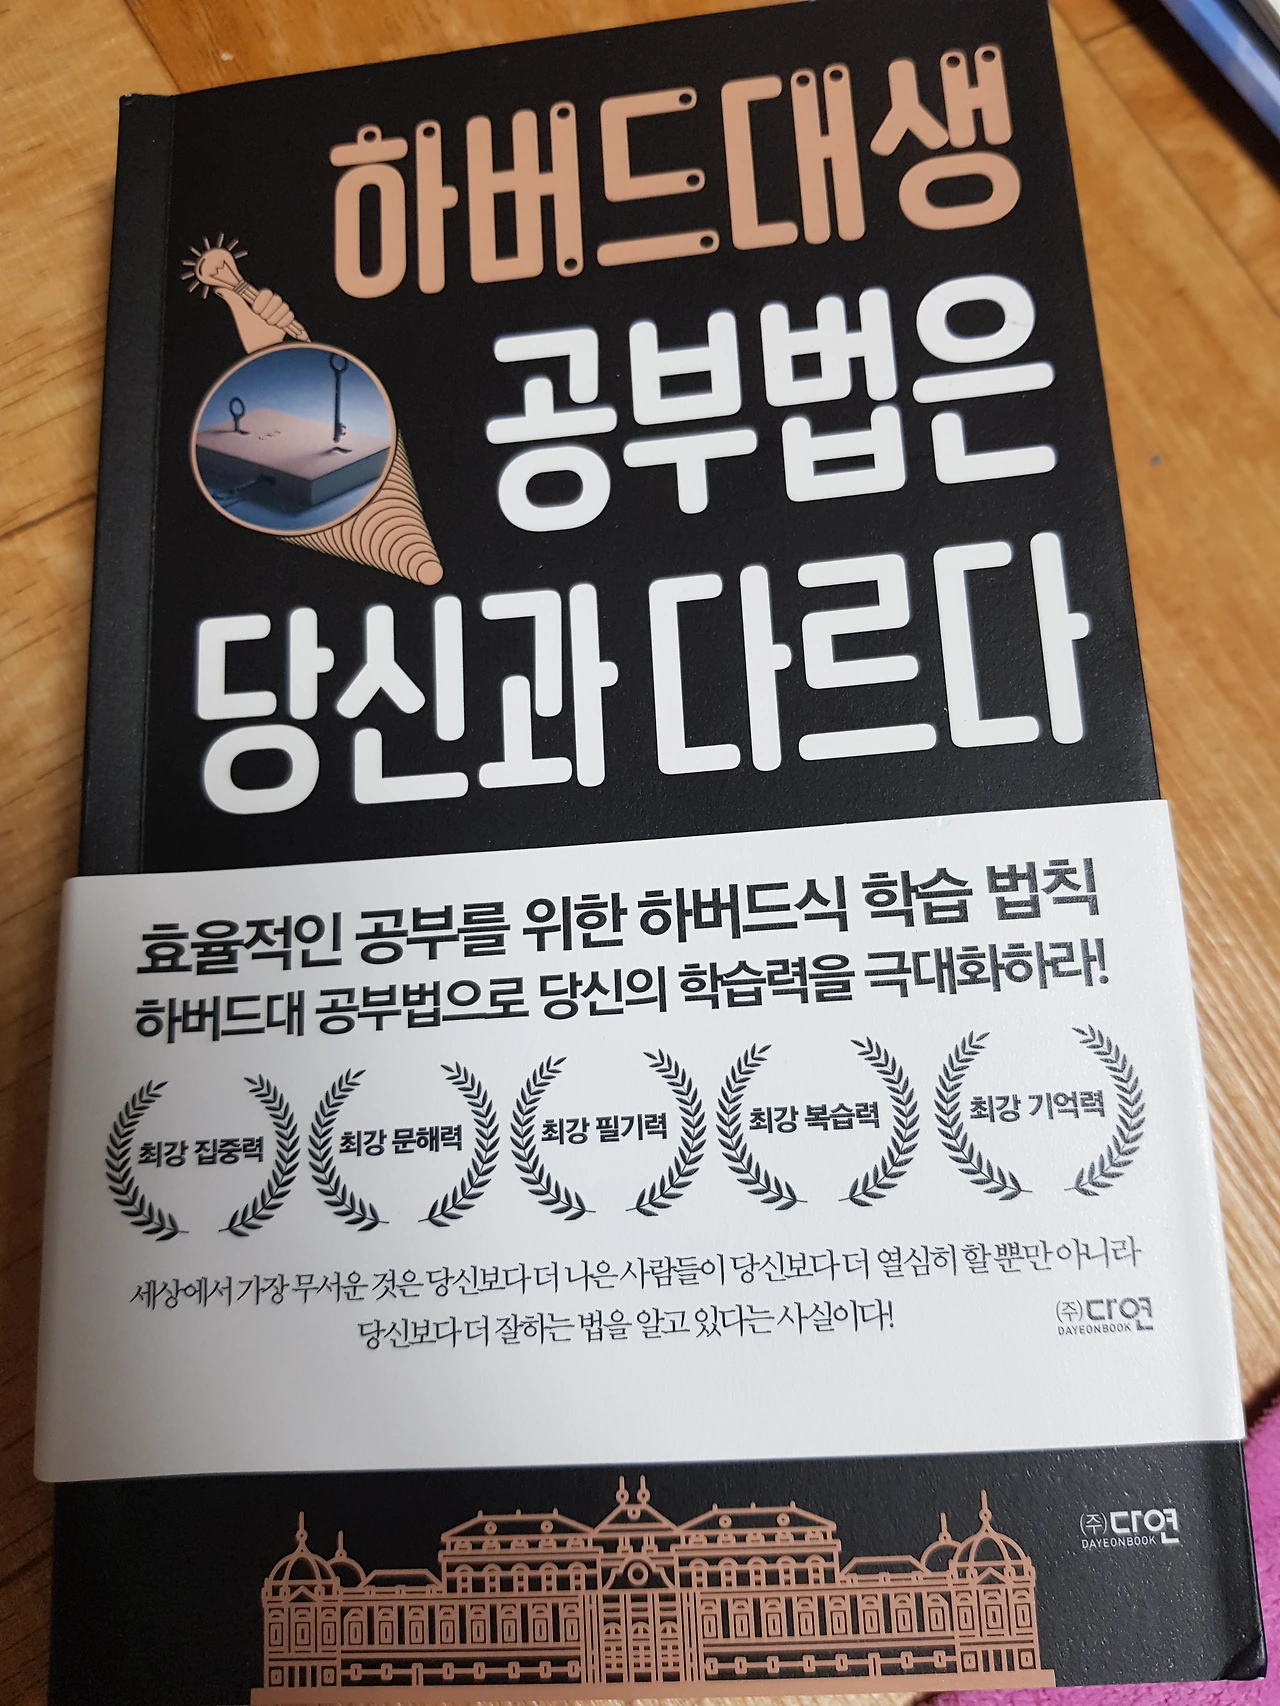 하버드대생
공부법은
당신과 다르다
효율적인 공부를 위한 하버드식 학습 법칙
하버드대 공부법으로 당신의 학습력을 극대화하라!
최강 집중력
최강 문해력
최강 필기력
최강 복습력
최강 기억력
세상에서 가장 무서운 것은 당신보다 더 나은 사람들이 당신보다 더 열심히 할 뿐만 아니라
당신보다 더 잘하는 법을 알고 있다는 사실이다!
(주)다연
DAYEONBOOK
(주)다연
DAYEONBOOK